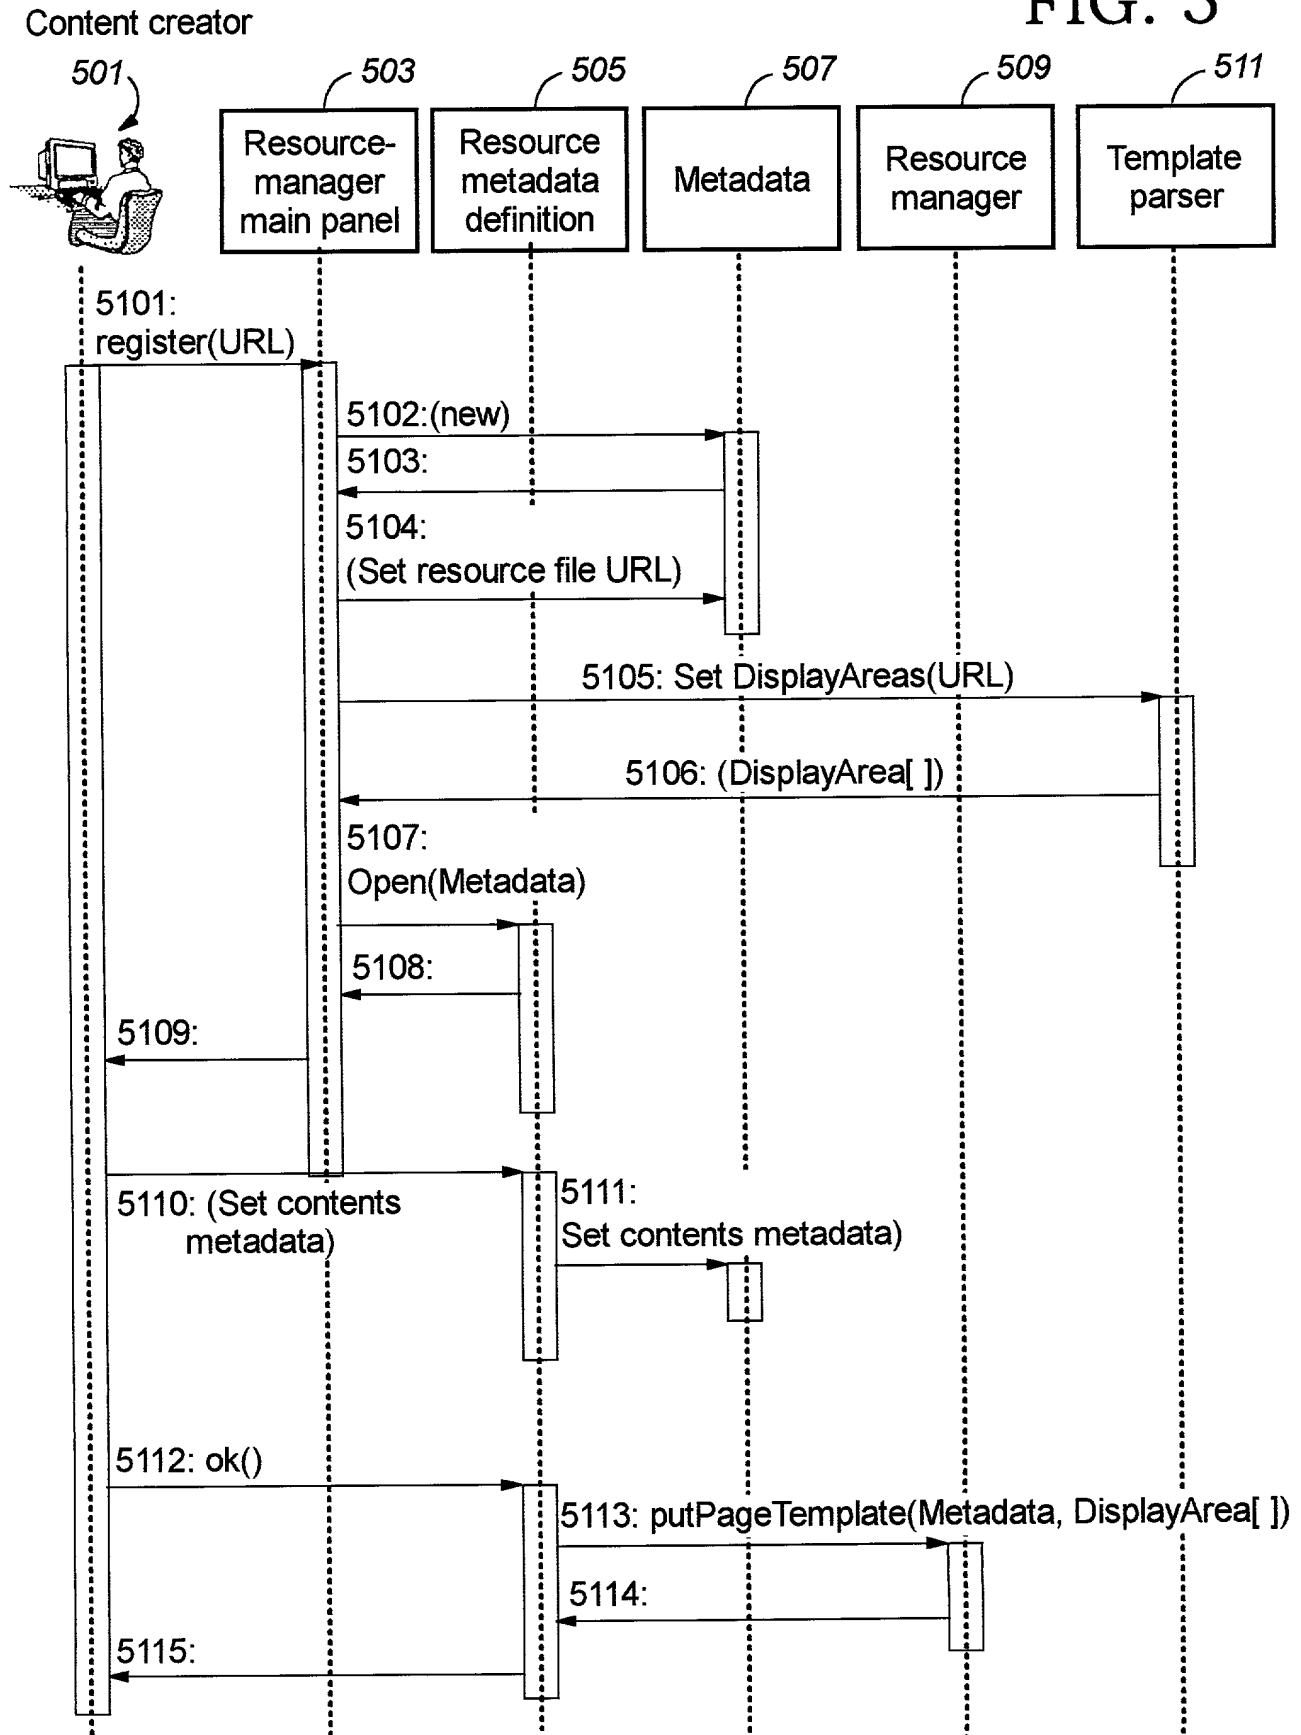 FIG. 5
Content creator
501
503
505
507
509
511
Resource-
manager
main panel
Resource
metadata
definition
Metadata
Resource
manager
Template
parser
5101:
register(URL)
5102:(new)
5103:
5104:
(Set resource file URL)
5105: Set DisplayAreas(URL)
5106: (DisplayArea[ ])
5107:
Open(Metadata)
5108:
5109:
5110: (Set contents
metadata)
5111:
Set contents metadata)
5112: ok()
5113: putPageTemplate(Metadata, DisplayArea[ ])
5114:
5115: